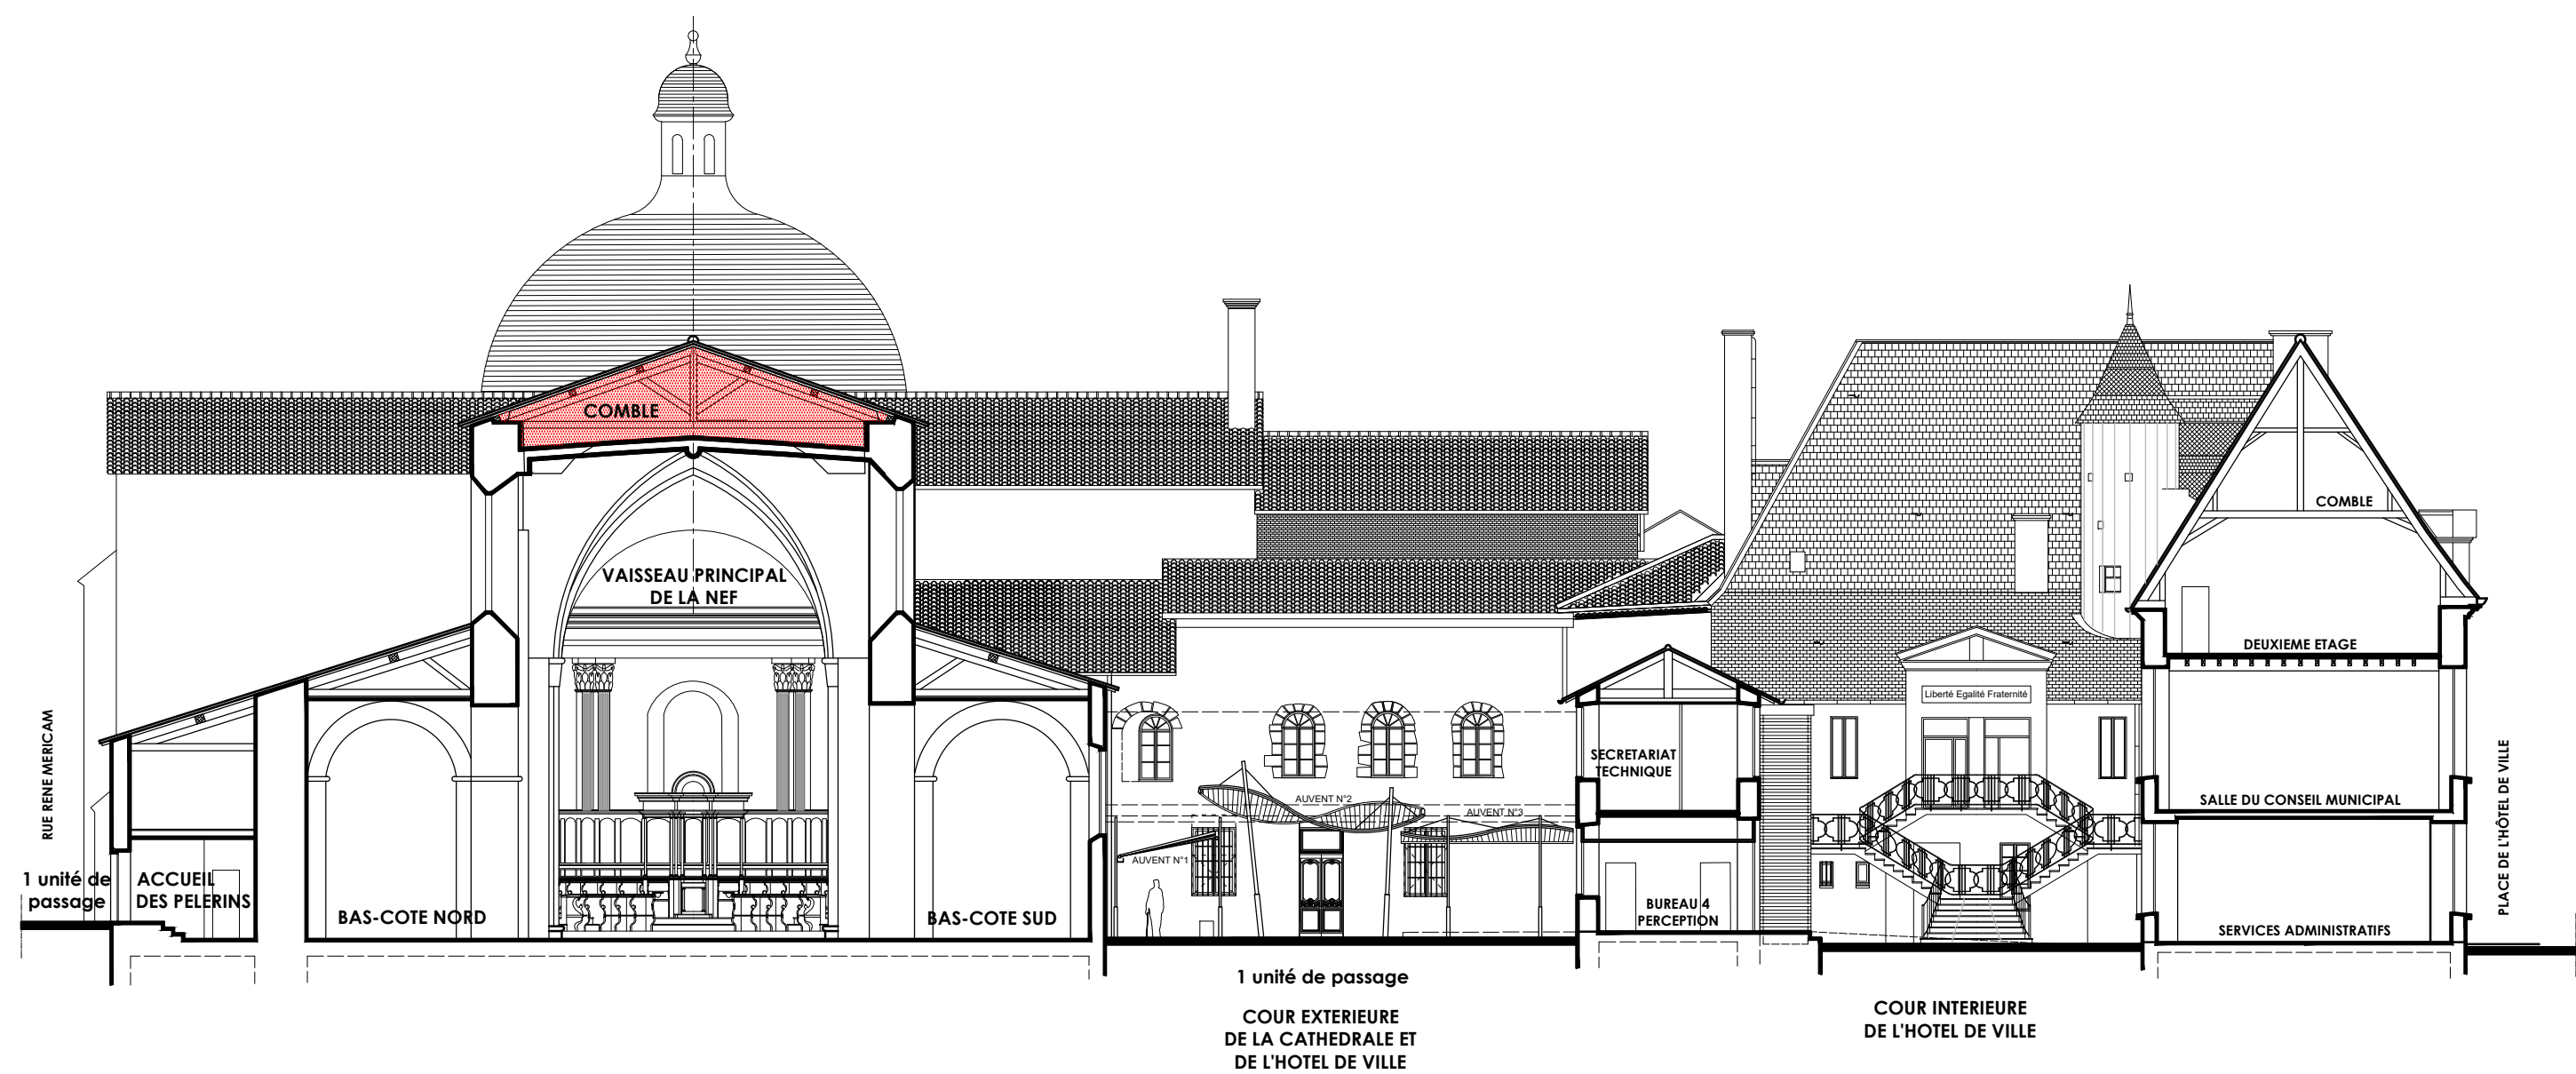 COMBLE
VAISSEAU PRINCIPAL
DE LA NEF
RUE RENE MERICAM
1 unité de
passage
ACCUEIL
DES PELERINS
BAS-COTE NORD
BAS-COTE SUD
AUVENT N°1
AUVENT N°2
AUVENT N°3
1 unité de passage
COUR EXTERIEURE
DE LA CATHEDRALE ET
DE L'HOTEL DE VILLE
SECRETARIAT
TECHNIQUE
BUREAU 4
PERCEPTION
Liberté Egalité Fraternité
COUR INTERIEURE
DE L'HOTEL DE VILLE
COMBLE
DEUXIEME ETAGE
SALLE DU CONSEIL MUNICIPAL
SERVICES ADMINISTRATIFS
PLACE DE L'HÔTEL DE VILLE